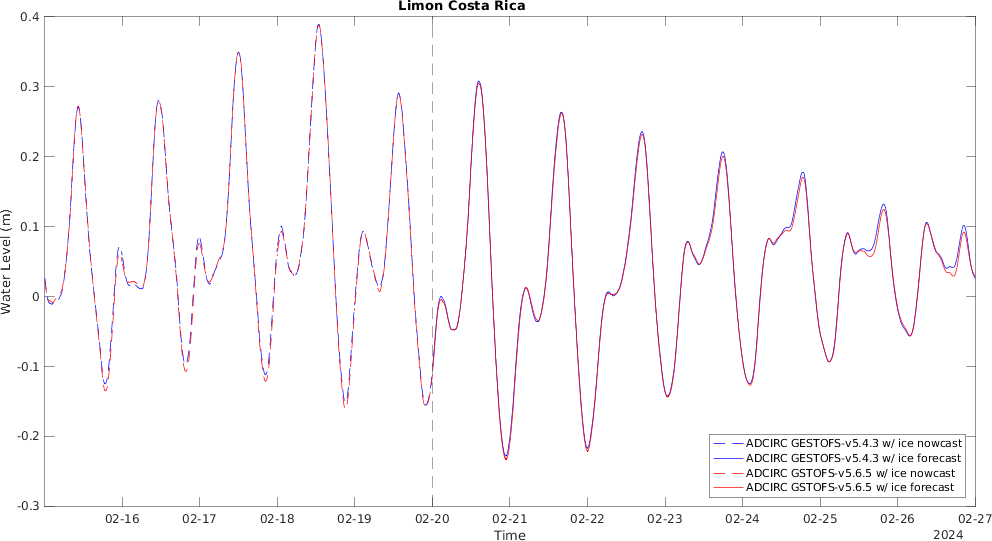 Limon Costa Rica
Water Level (m)
0.4
0.3
0.2
0.1
0
-0.1
-0.2
-0.3
ADCIRC GESTOFS-v5.4.3 w/ ice nowcast
ADCIRC GESTOFS-v5.4.3 w/ ice forecast
ADCIRC GSTOFS-v5.6.5 w/ ice nowcast
ADCIRC GSTOFS-v5.6.5 w/ ice forecast
02-16 02-17 02-18 02-19 02-20 02-21 02-22 02-23 02-24 02-25 02-26 02-27
Time
2024